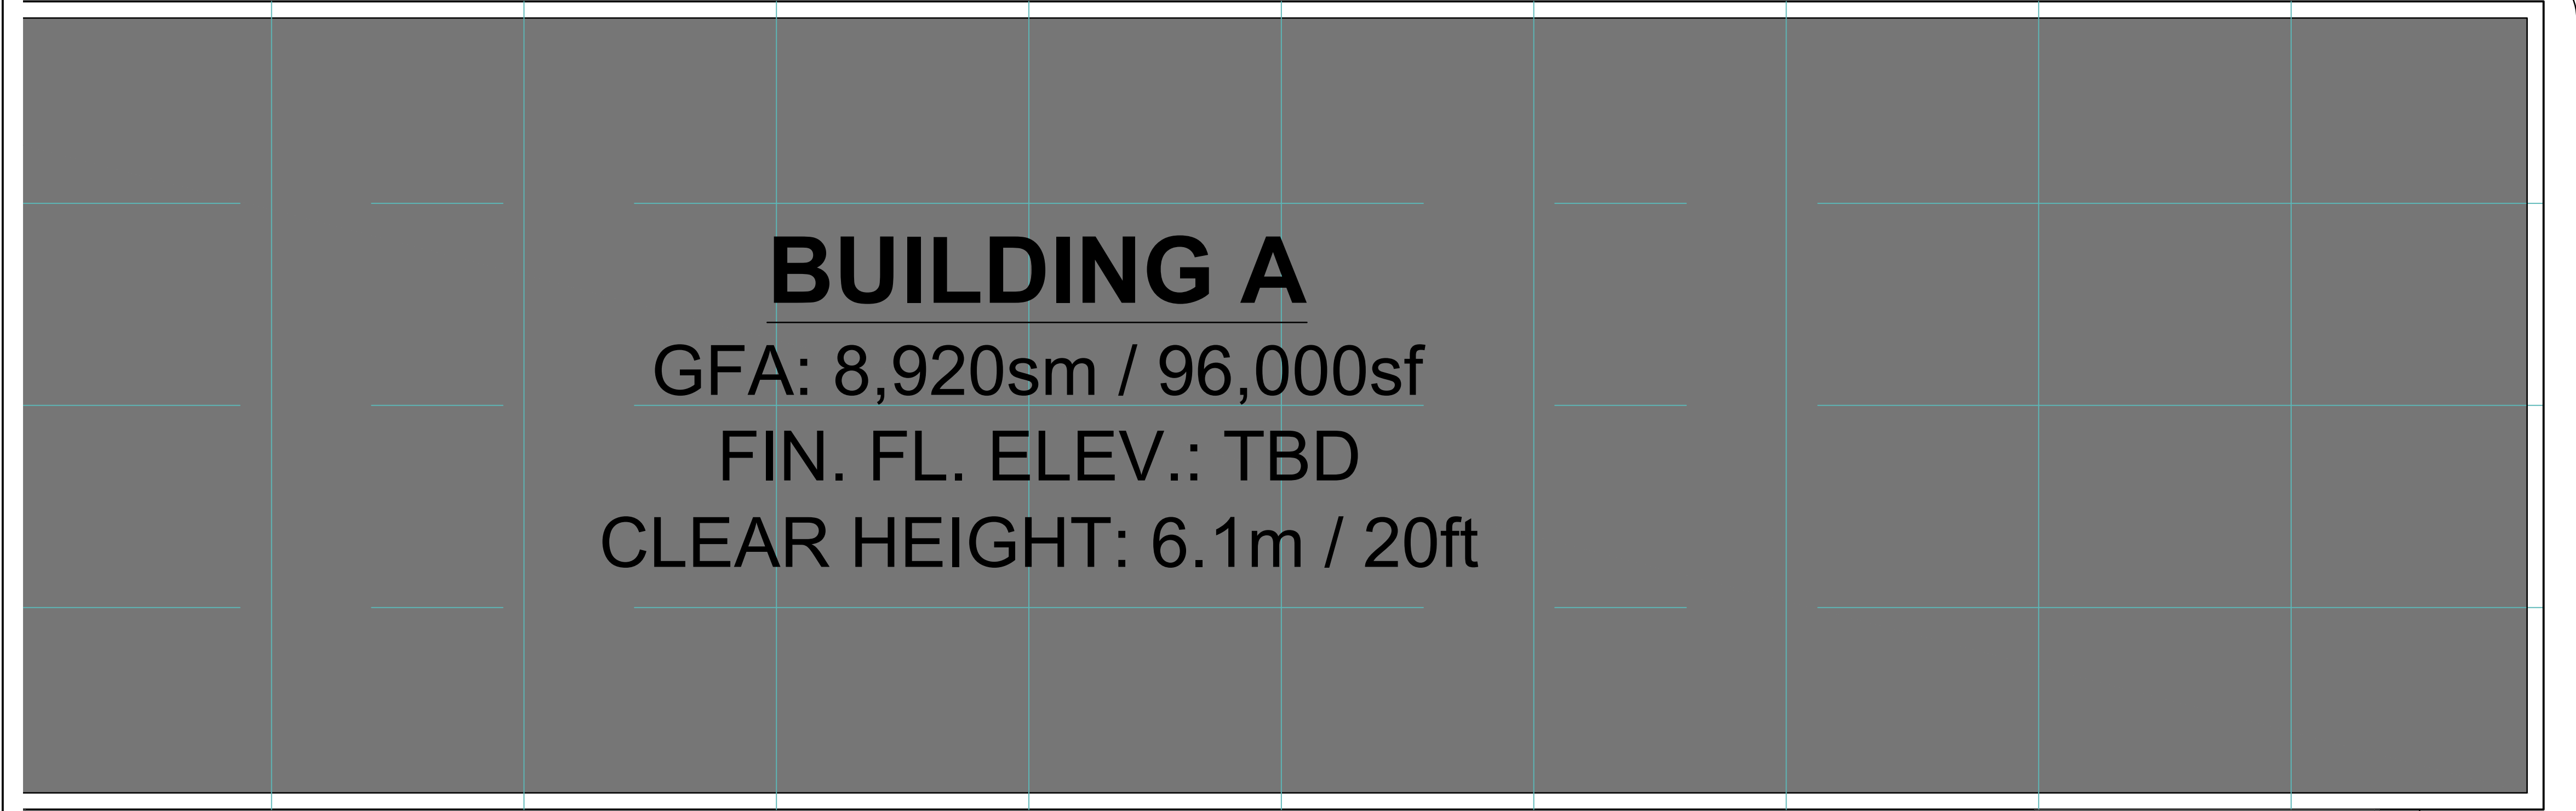 BUILDING A
GFA: 8,920sm / 96,000sf
FIN. FL. ELEV.: TBD
CLEAR HEIGHT: 6.1m / 20ft